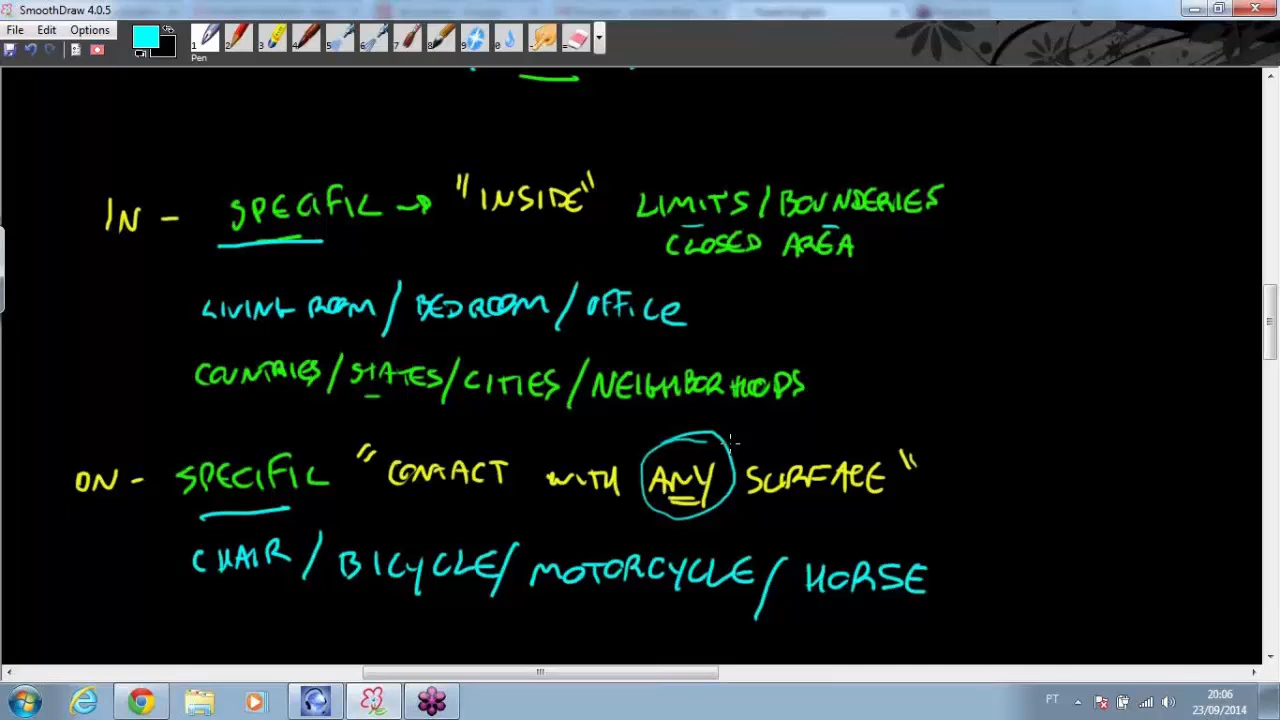 SmoothDraw 4.0.5
File Edit Options
Pen
IN - SPECIFIC → "INSIDE" LIMITS / BOUNDERIES
CLOSED AREA
LIVING ROOM / BEDROOM / OFFICE
COUNTRIES / STATES / CITIES / NEIGHBORHOODS
ON - SPECIFIC "CONTACT WITH ANY SURFACE"
CHAIR / BICYCLE / MOTORCYCLE / HORSE
PT 20:06
23/09/2014